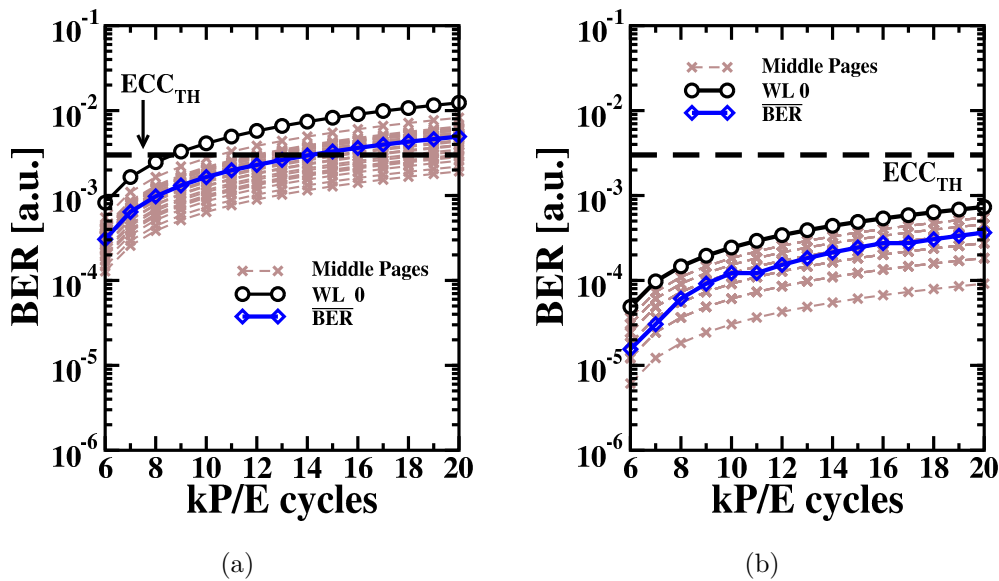 10^-1
10^-2
10^-3
10^-4
10^-5
10^-6
BER [a.u.]
ECC_TH
Middle Pages
WL 0
BER
6 8 10 12 14 16 18 20
kP/E cycles
(a)
10^-1
10^-2
10^-3
10^-4
10^-5
10^-6
BER [a.u.]
Middle Pages
WL 0
BER
ECC_TH
6 8 10 12 14 16 18 20
kP/E cycles
(b)